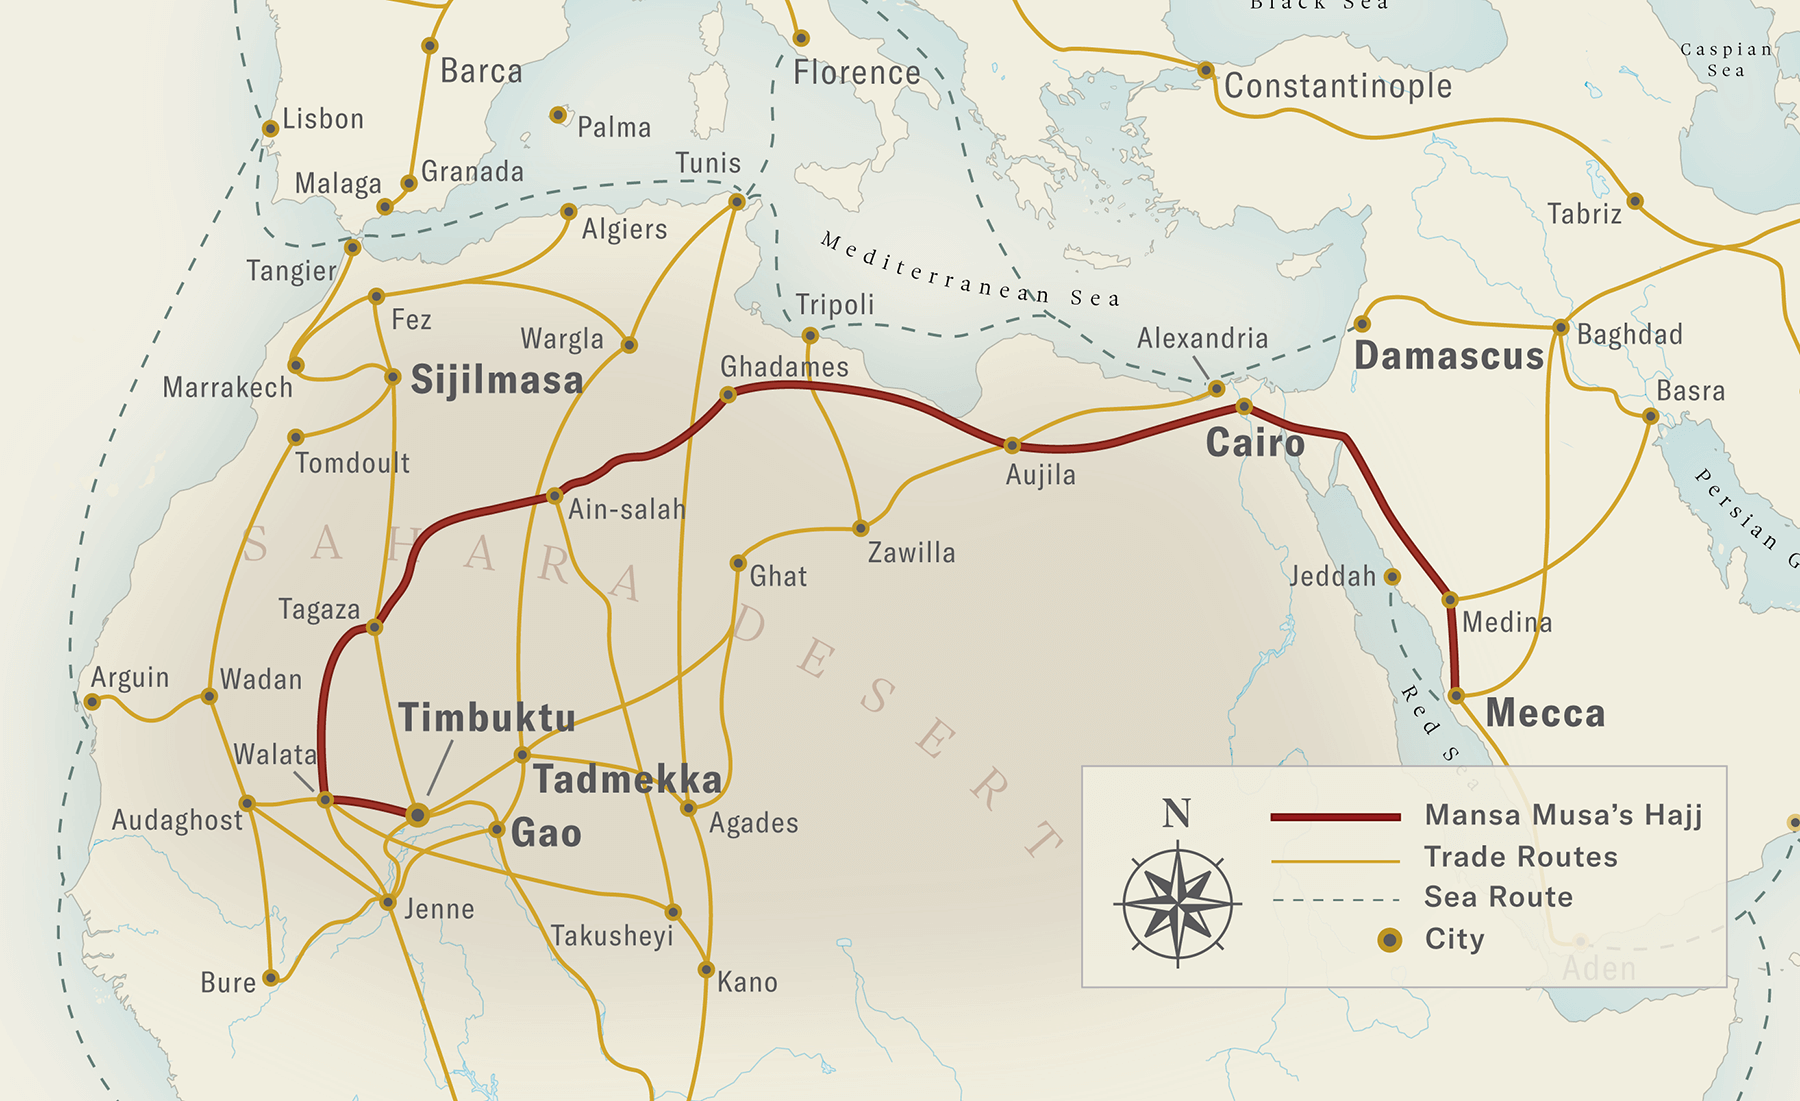 Black Sea
Caspian
Sea
Barca
Florence
Constantinople
Lisbon
Palma
Tunis
Granada
Malaga
Algiers
Tabriz
Tangier
Mediterranean Sea
Fez
Tripoli
Wargla
Alexandria
Baghdad
Damascus
Ghadames
Sijilmasa
Marrakech
Basra
Cairo
Tomdoult
Aujila
Ain-salah
Persian G
SAHARA DESERT
Zawilla
Ghat
Jeddah
Tagaza
Medina
Arguin
Wadan
Timbuktu
Mecca
Red Sea
Walata
Tadmekka
Audaghost
Gao
Agades
Jenne
Takusheyi
Bure
Kano
N
Mansa Musa’s Hajj
Trade Routes
Sea Route
City
Aden